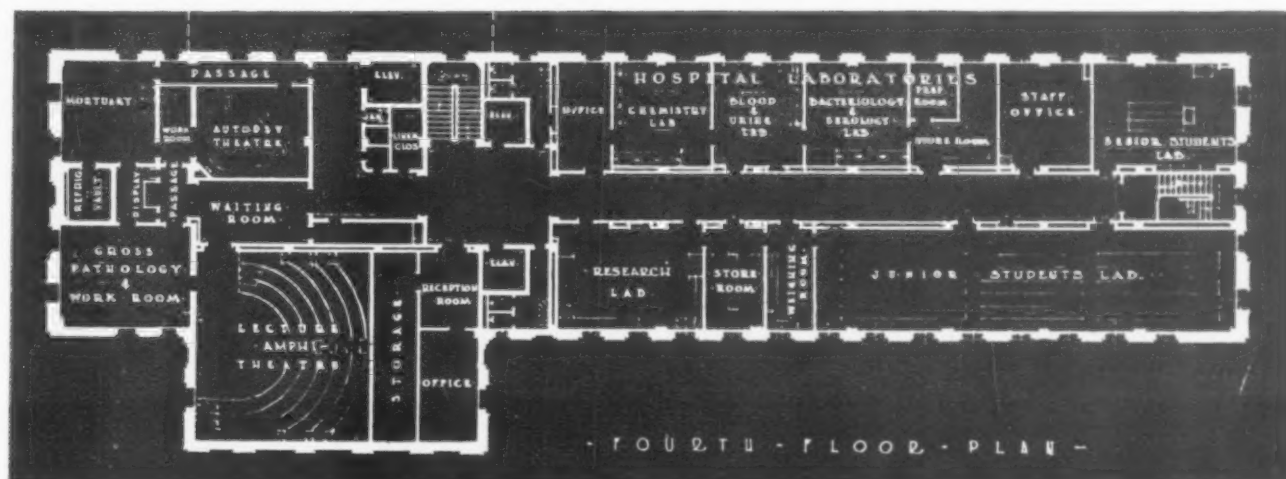 PASSAGE
MORTUARY
WORK
ROOM
AUTOPSY
THEATRE
ELEV.
JAN.
LINEN
CLOS.
ELEV.
OFFICE
HOSPITAL LABORATORIES
CHEMISTRY
LAB
BLOOD
&
URINE
LAB
BACTERIOLOGY
&
SEROLOGY
LAB
PREP.
ROOM
STORE ROOM
STAFF
OFFICE
SENIOR STUDENTS
LAB.
REFRIG.
VAULT
DISPLAY
PASSAGE
WAITING
ROOM
GROSS
PATHOLOGY
&
WORK ROOM
LECTURE
-AMPHI-
THEATRE
STORAGE
RECEPTION
ROOM
OFFICE
ELEV.
RESEARCH
LAB
STORE
ROOM
WEIGHING
ROOM
JUNIOR STUDENTS LAB.
- FOURTH - FLOOR - PLAN -